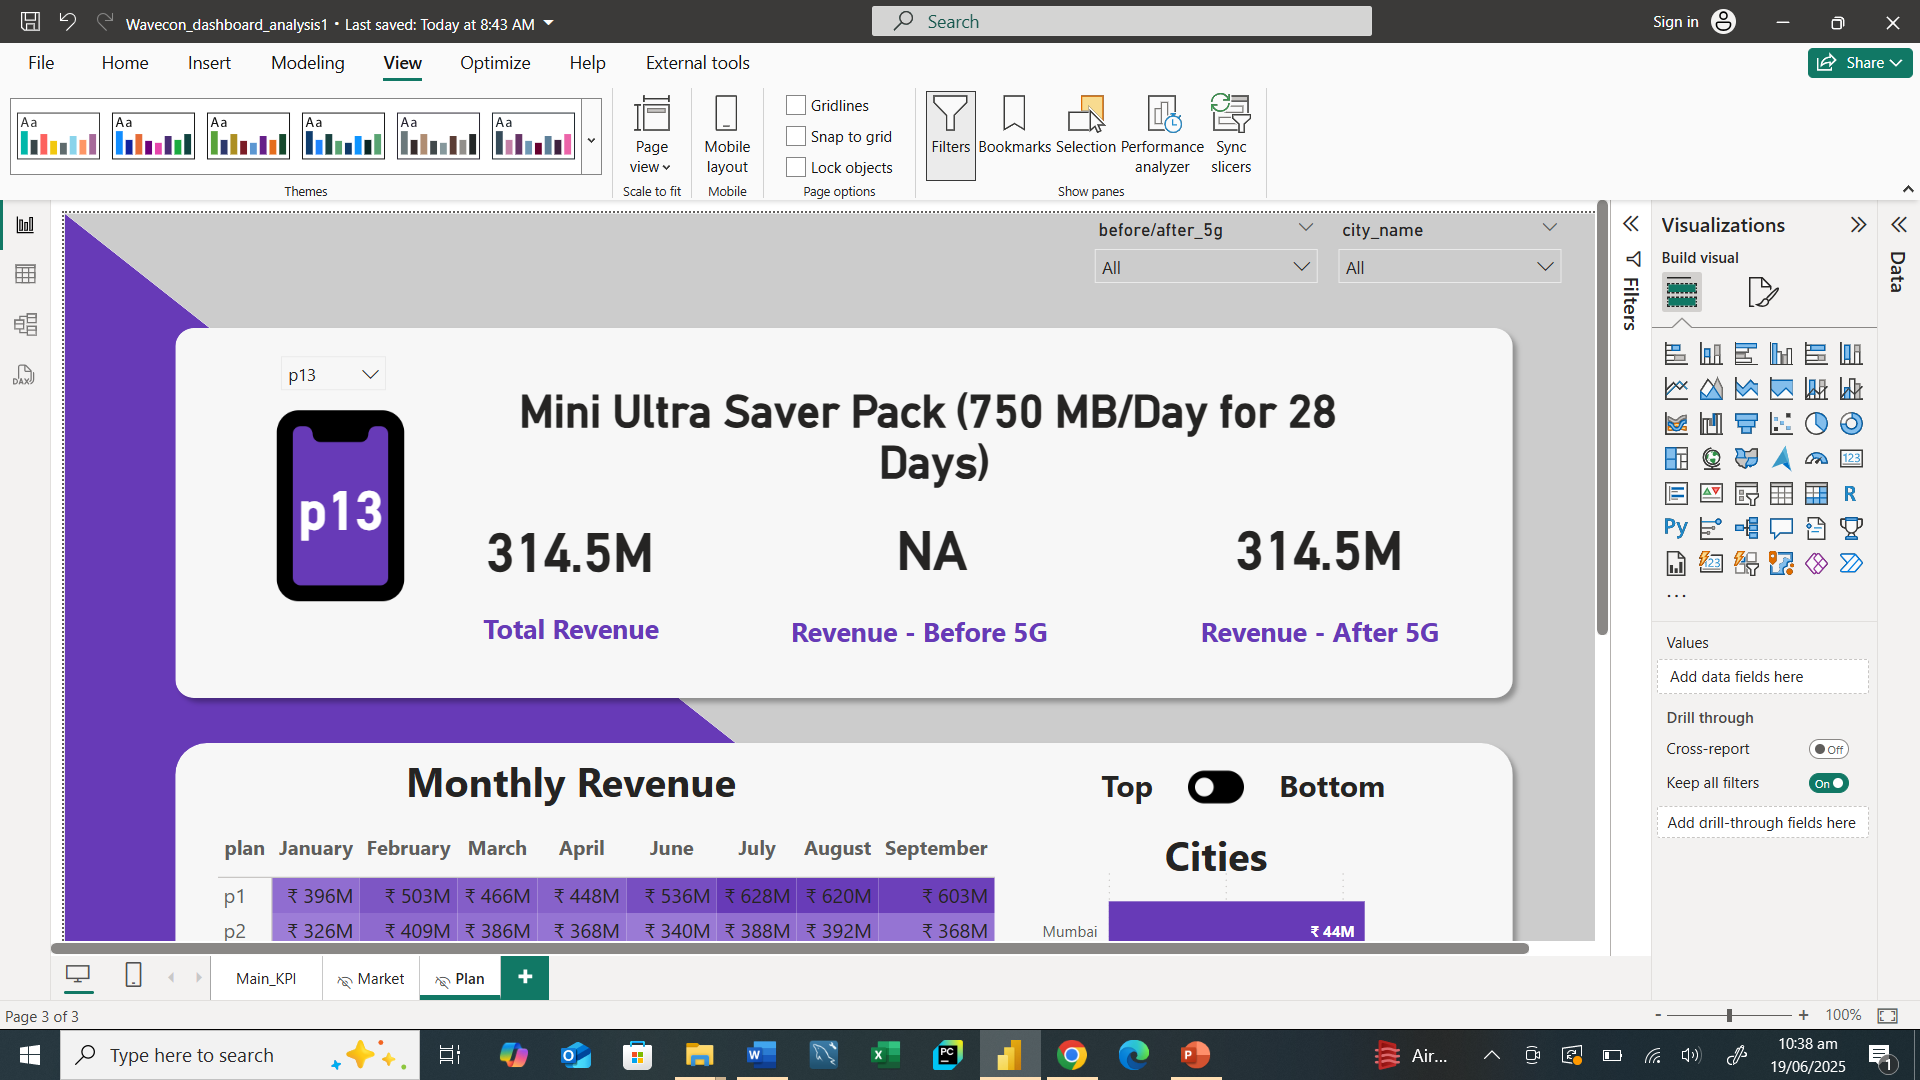 Wavecon_dashboard_analysis1 • Last saved: Today at 8:43 AM
Search
Sign in
File Home Insert Modeling View Optimize Help External tools
Share
Aa Aa Aa Aa Aa Aa
Themes
Page view
Scale to fit
Mobile layout
Mobile
Gridlines
Snap to grid
Lock objects
Page options
Filters
Bookmarks
Selection
Performance analyzer
Sync slicers
Show panes
before/after_5g
All
city_name
All
p13
p13
Mini Ultra Saver Pack (750 MB/Day for 28
Days)
314.5M NA 314.5M
Total Revenue Revenue - Before 5G Revenue - After 5G
Monthly Revenue
plan January February March April June July August September
p1 ₹ 396M ₹ 503M ₹ 466M ₹ 448M ₹ 536M ₹ 628M ₹ 620M ₹ 603M
p2 ₹ 326M ₹ 409M ₹ 386M ₹ 368M ₹ 340M ₹ 388M ₹ 392M ₹ 368M
Top Bottom
Cities
Mumbai ₹ 44M
Filters
Visualizations
Build visual
123
R
Py
123
...
Values
Add data fields here
Drill through
Cross-report Off
Keep all filters On
Add drill-through fields here
Data
DAX
Main_KPI Market Plan +
Page 3 of 3
- + 100%
Type here to search
PC
Air...
10:38 am
19/06/2025
1